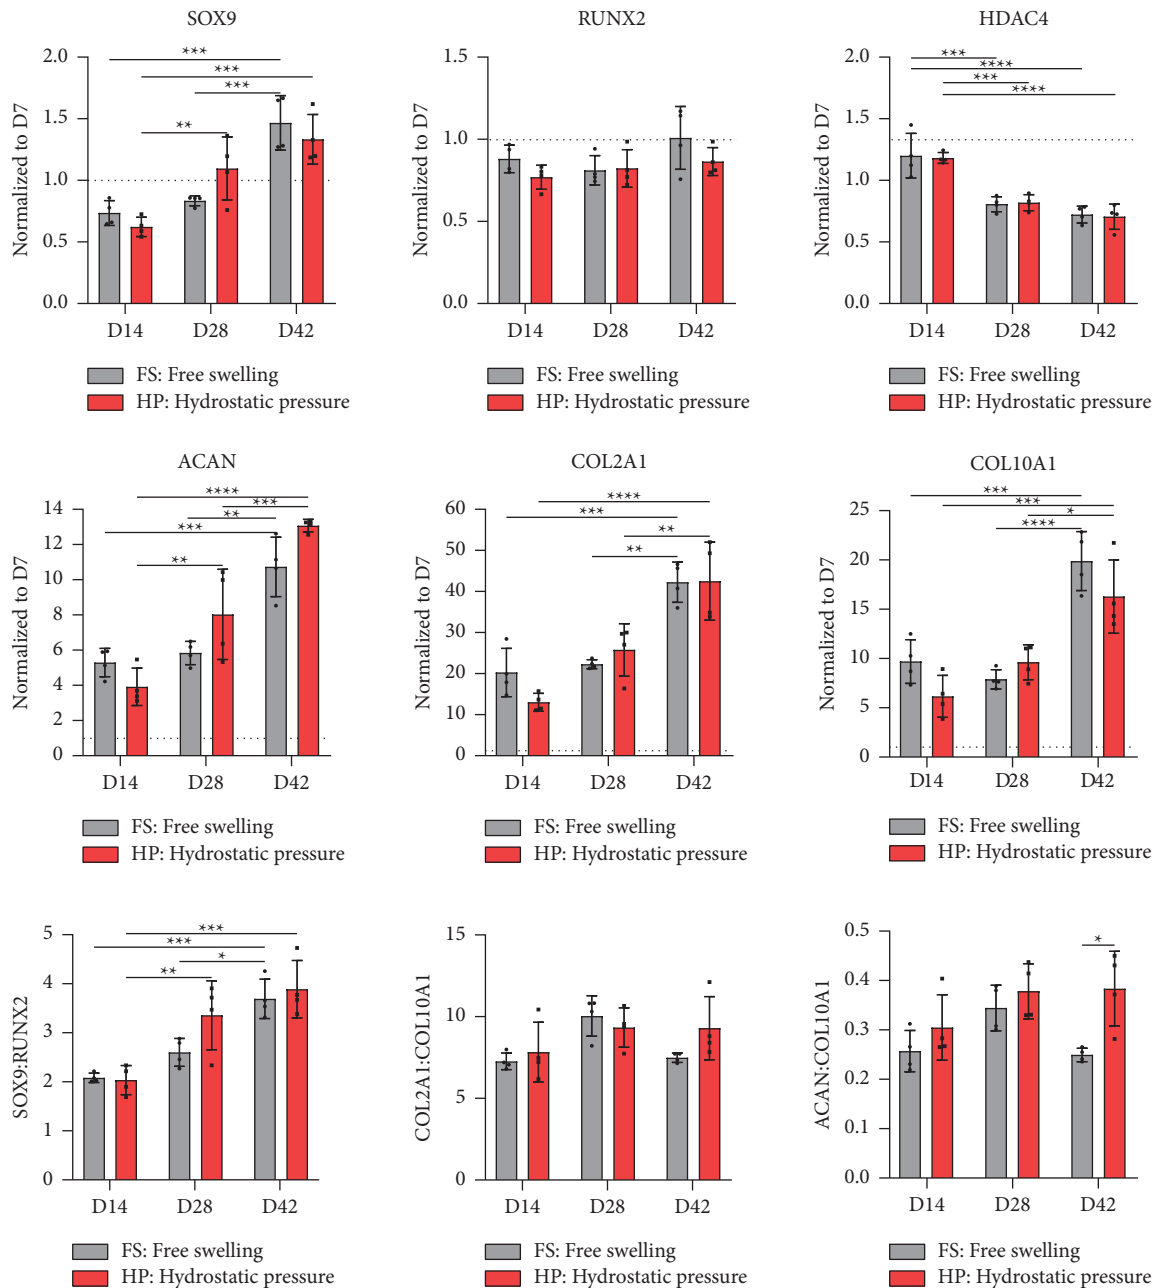 SOX9
RUNX2
HDAC4
Normalized to D7
2.0
1.5
1.0
0.5
0.0
***
***
***
**
D14 D28 D42
FS: Free swelling
HP: Hydrostatic pressure
Normalized to D7
1.5
1.0
0.5
0.0
D14 D28 D42
FS: Free swelling
HP: Hydrostatic pressure
Normalized to D7
2.0
1.5
1.0
0.5
0.0
***
****
***
****
D14 D28 D42
FS: Free swelling
HP: Hydrostatic pressure
ACAN
COL2A1
COL10A1
Normalized to D7
14
12
10
8
6
4
2
0
****
***
**
***
**
D14 D28 D42
FS: Free swelling
HP: Hydrostatic pressure
Normalized to D7
60
50
40
30
20
10
0
****
***
**
**
D14 D28 D42
FS: Free swelling
HP: Hydrostatic pressure
Normalized to D7
25
20
15
10
5
0
***
***
*
****
D14 D28 D42
FS: Free swelling
HP: Hydrostatic pressure
SOX9:RUNX2
5
4
3
2
1
0
***
***
*
**
D14 D28 D42
FS: Free swelling
HP: Hydrostatic pressure
COL2A1:COL10A1
15
10
5
0
D14 D28 D42
FS: Free swelling
HP: Hydrostatic pressure
ACAN:COL10A1
0.5
0.4
0.3
0.2
0.1
0.0
*
D14 D28 D42
FS: Free swelling
HP: Hydrostatic pressure